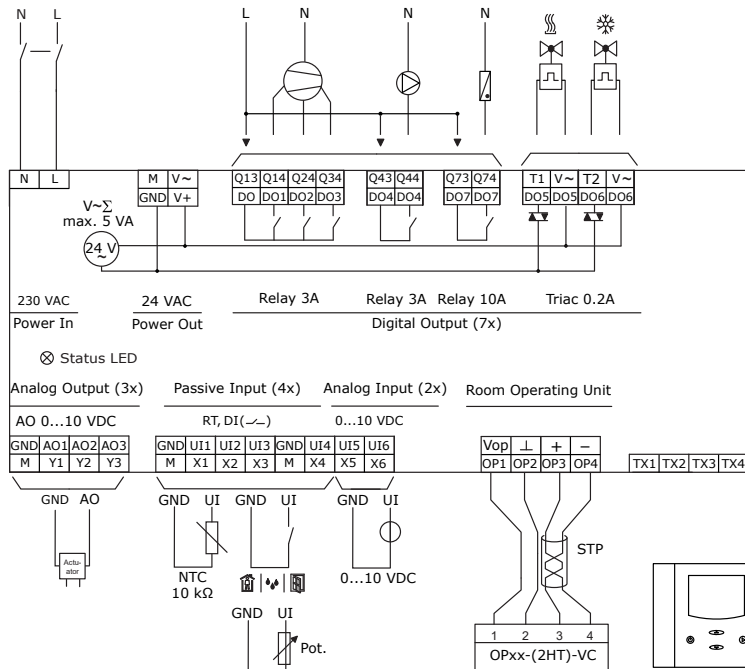 N L L N N N
N L M V~ Q13 Q14 Q24 Q34 Q43 Q44 Q73 Q74 T1 V~ T2 V~
GND V+ DO DO1 DO2 DO3 DO4 DO4 DO7 DO7 DO5 DO5 DO6 DO6
V~Σ
max. 5 VA
24 V
~
230 VAC 24 VAC Relay 3A Relay 3A Relay 10A Triac 0.2A
Power In Power Out Digital Output (7x)
Status LED
Analog Output (3x) Passive Input (4x) Analog Input (2x) Room Operating Unit
AO 0...10 VDC RT, DI( ) 0...10 VDC
GND AO1 AO2 AO3 GND UI1 UI2 UI3 GND UI4 UI5 UI6 Vop ⊥ + −
M Y1 Y2 Y3 M X1 X2 X3 M X4 X5 X6 OP1 OP2 OP3 OP4 TX1 TX2 TX3 TX4
GND AO GND UI GND UI GND UI
STP
Actu-
ator
NTC
10 kΩ
0...10 VDC
GND UI
Pot.
1 2 3 4
OPxx-(2HT)-VC